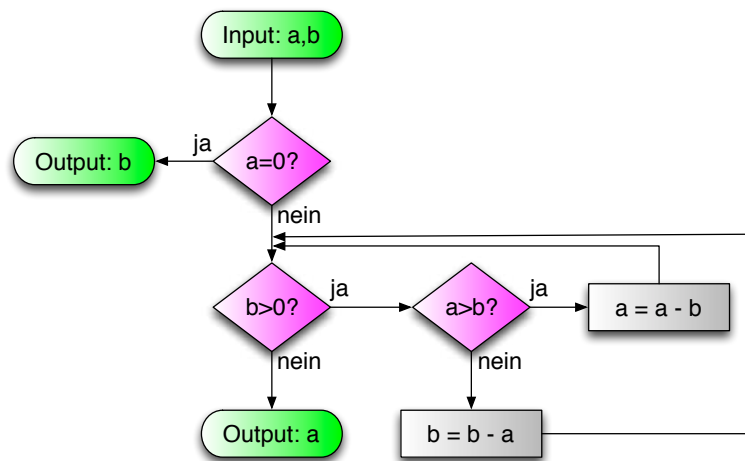 Input: a,b
ja
Output: b
a=0?
nein
b>0?
ja
a>b?
ja
a = a - b
nein
nein
Output: a
b = b - a